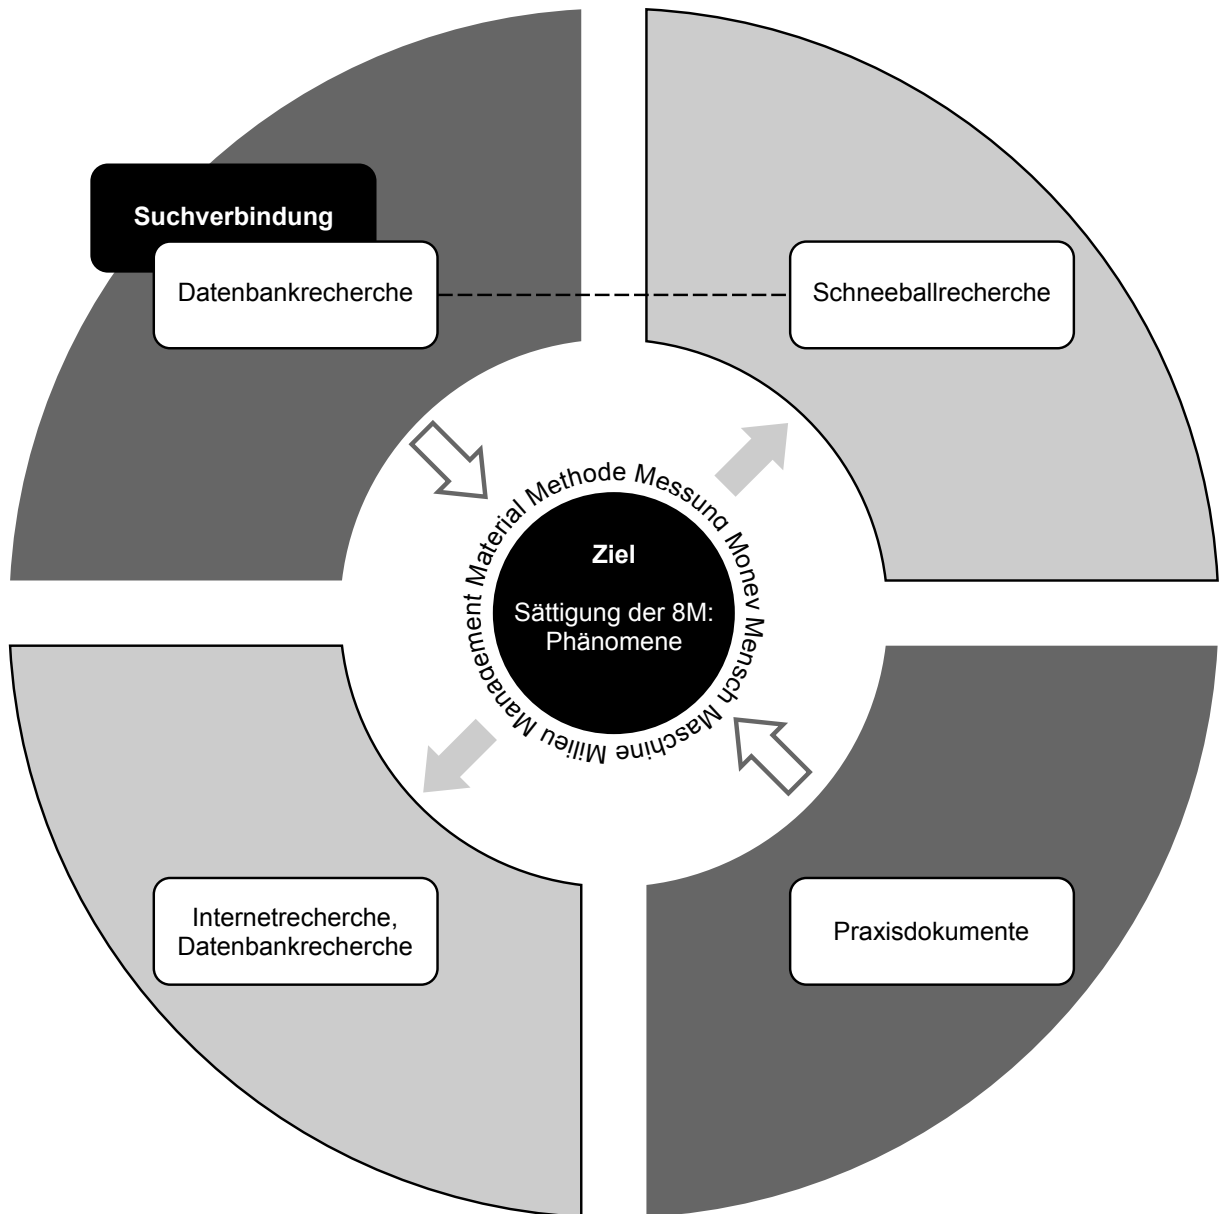 Suchverbindung
Datenbankrecherche
Schneeballrecherche
Management Material Methode Messung Money Mensch Maschine Milieu
Ziel
Sättigung der 8M:
Phänomene
Internetrecherche,
Datenbankrecherche
Praxisdokumente